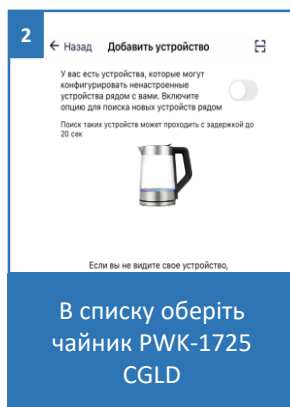 2
← Назад Добавить устройство
У вас есть устройства, которые могут
конфигурировать ненастроенные
устройства рядом с вами. Включите
опцию для поиска новых устройств рядом
Поиск таких устройств может проходить с задержкой до
20 сек
Если вы не видите свое устройство,
В списку оберіть
чайник PWK-1725
CGLD